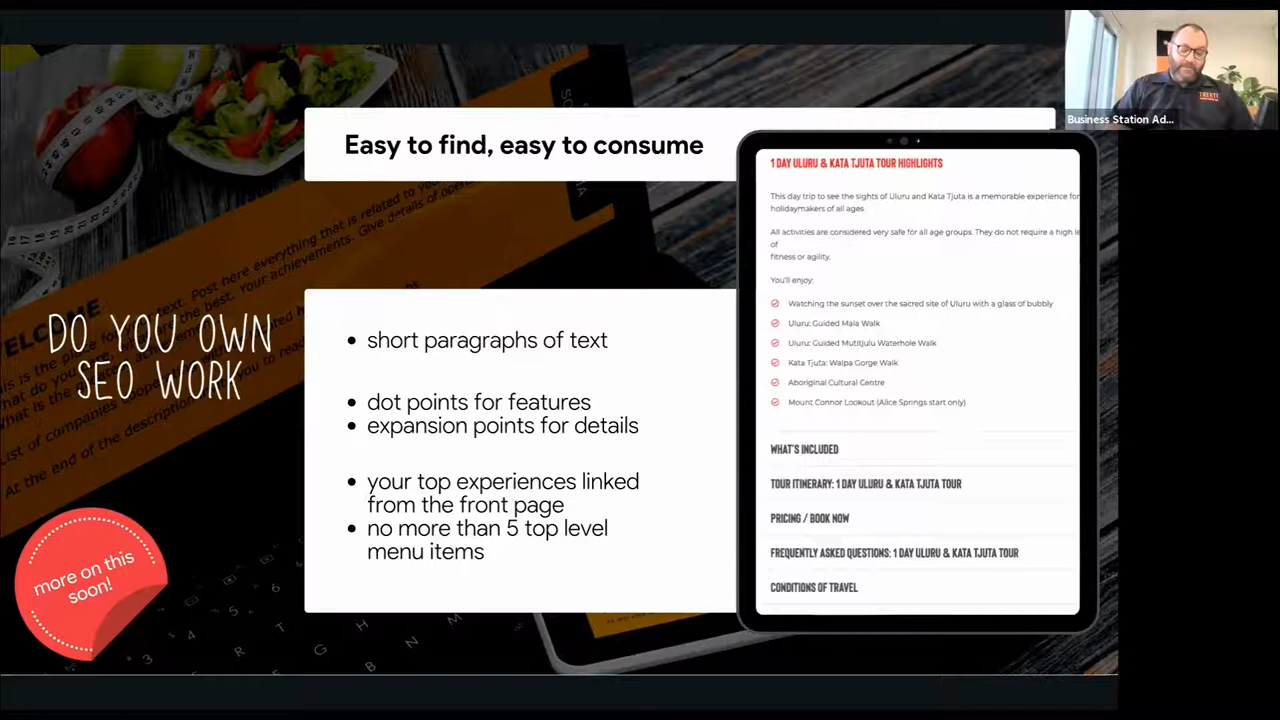 Business Station Ad...
Easy to find, easy to consume
DO YOU OWN
SEO WORK
more on this
soon!
• short paragraphs of text
• dot points for features
• expansion points for details
• your top experiences linked
from the front page
• no more than 5 top level
menu items
1 DAY ULURU & KATA TJUTA TOUR HIGHLIGHTS
This day trip to see the sights of Uluru and Kata Tjuta is a memorable experience for
holidaymakers of all ages.
All activities are considered very safe for all age groups. They do not require a high le
of
fitness or agility.
You'll enjoy:
Watching the sunset over the sacred site of Uluru with a glass of bubbly
Uluru: Guided Mala Walk
Uluru: Guided Mutitjulu Waterhole Walk
Kata Tjuta: Walpa Gorge Walk
Aboriginal Cultural Centre
Mount Connor Lookout (Alice Springs start only)
WHAT'S INCLUDED
TOUR ITINERARY: 1 DAY ULURU & KATA TJUTA TOUR
PRICING / BOOK NOW
FREQUENTLY ASKED QUESTIONS: 1 DAY ULURU & KATA TJUTA TOUR
CONDITIONS OF TRAVEL